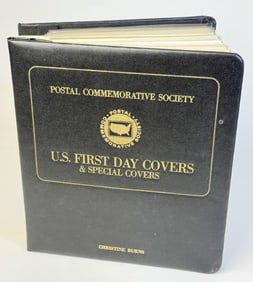 POSTAL COMMEMORATIVE SOCIETY
U.S. FIRST DAY COVERS
& SPECIAL COVERS
CHRISTINE BURNS